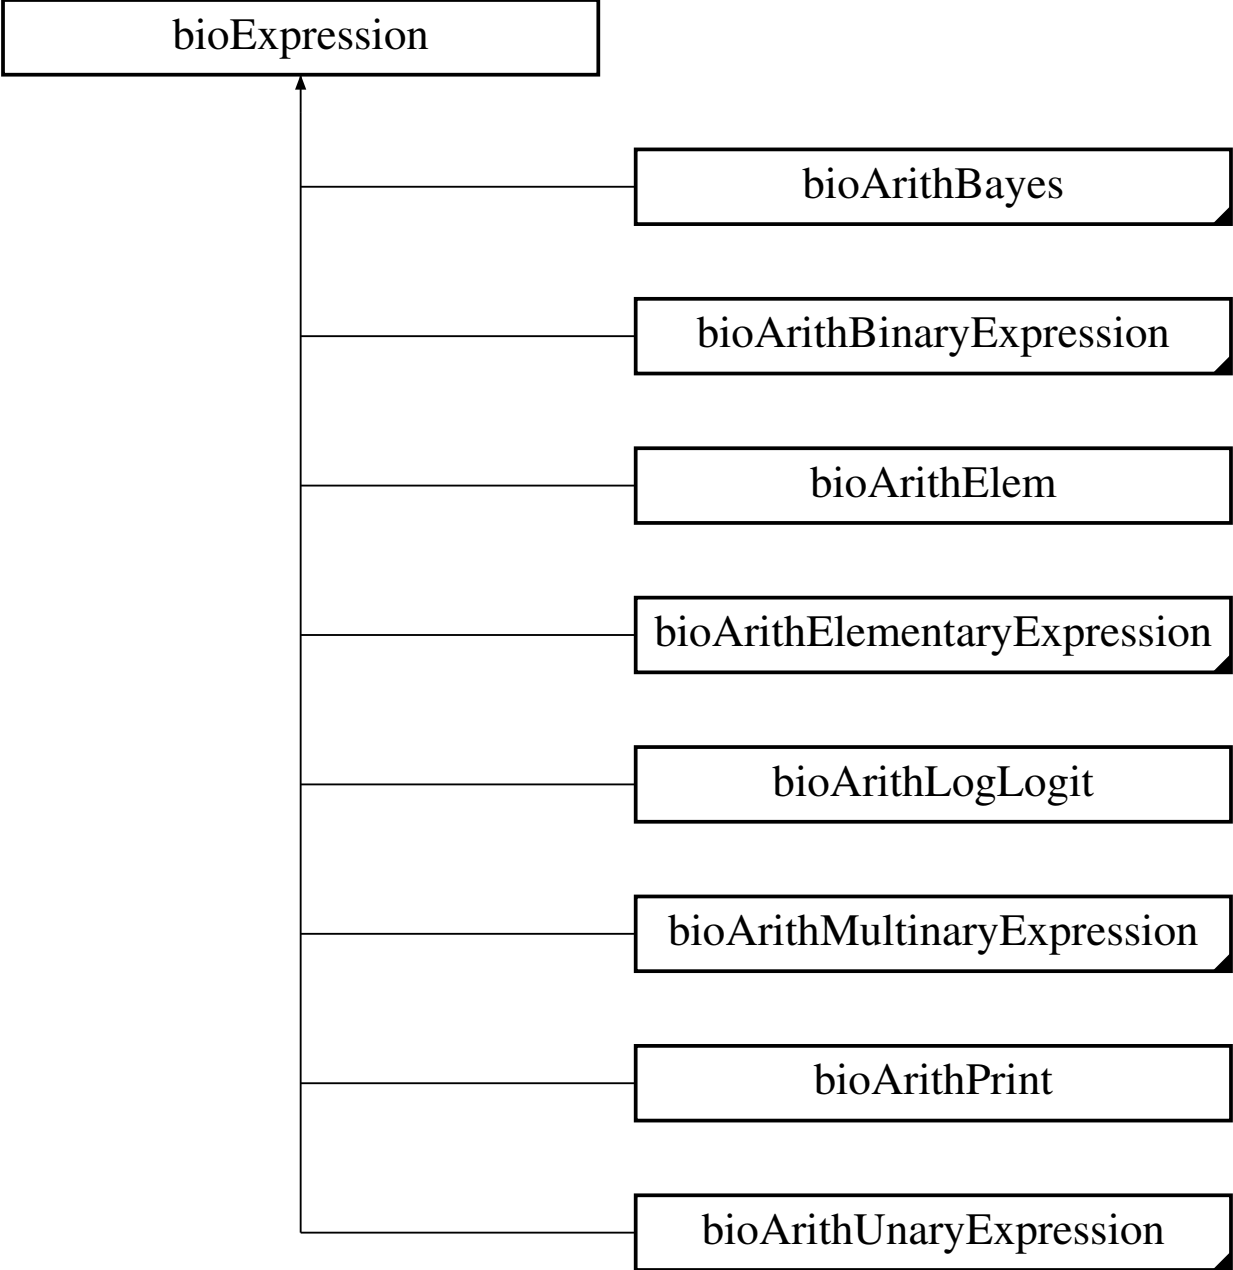 bioExpression
bioArithBayes
bioArithBinaryExpression
bioArithElem
bioArithElementaryExpression
bioArithLogLogit
bioArithMultinaryExpression
bioArithPrint
bioArithUnaryExpression